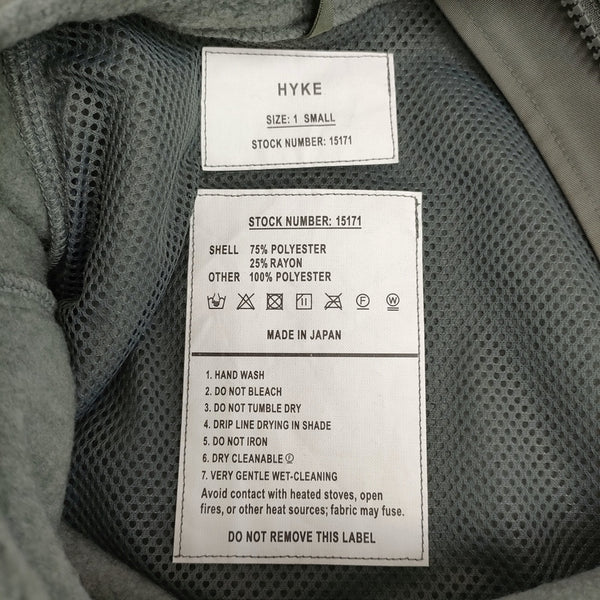 HYKE
SIZE: 1 SMALL
STOCK NUMBER: 15171
STOCK NUMBER: 15171
SHELL 75% POLYESTER
25% RAYON
OTHER 100% POLYESTER
F W
MADE IN JAPAN
1. HAND WASH
2. DO NOT BLEACH
3. DO NOT TUMBLE DRY
4. DRIP LINE DRYING IN SHADE
5. DO NOT IRON
6. DRY CLEANABLE Ⓕ
7. VERY GENTLE WET-CLEANING
Avoid contact with heated stoves, open
fires, or other heat sources; fabric may fuse.
DO NOT REMOVE THIS LABEL